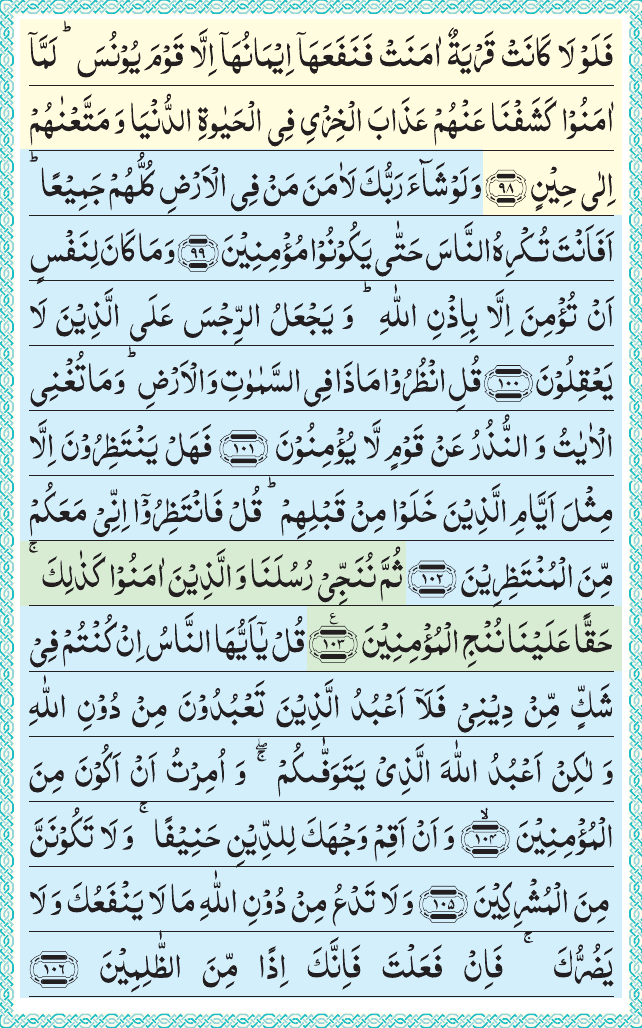 فَلَوۡ لَا كَانَتۡ قَرۡيَةٌ اٰمَنَتۡ فَنَفَعَهَاۤ اِيۡمَانُهَاۤ اِلَّا قَوۡمَ يُوۡنُسَ ؕ لَمَّاۤ
اٰمَنُوۡا كَشَفۡنَا عَنۡهُمۡ عَذَابَ الۡخِزۡىِ فِى الۡحَيٰوةِ الدُّنۡيَا وَ مَتَّعۡنٰهُمۡ
اِلٰى حِيۡنٍ ﴿۹۸﴾ وَ لَوۡ شَآءَ رَبُّكَ لَاٰمَنَ مَنۡ فِى الۡاَرۡضِ كُلُّهُمۡ جَمِيۡعًا ؕ
اَفَاَنۡتَ تُكۡرِهُ النَّاسَ حَتّٰى يَكُوۡنُوۡا مُؤۡمِنِيۡنَ ﴿۹۹﴾ وَ مَا كَانَ لِنَفۡسٍ
اَنۡ تُؤۡمِنَ اِلَّا بِاِذۡنِ اللّٰهِ ؕ وَ يَجۡعَلُ الرِّجۡسَ عَلَى الَّذِيۡنَ لَا
يَعۡقِلُوۡنَ ﴿۱۰۰﴾ قُلِ انْظُرُوۡا مَاذَا فِى السَّمٰوٰتِ وَ الۡاَرۡضِ ؕ وَ مَا تُغۡنِى
الۡاٰيٰتُ وَ النُّذُرُ عَنۡ قَوۡمٍ لَّا يُؤۡمِنُوۡنَ ﴿۱۰۱﴾ فَهَلۡ يَنۡتَظِرُوۡنَ اِلَّا
مِثۡلَ اَيَّامِ الَّذِيۡنَ خَلَوۡا مِنۡ قَبۡلِهِمۡ ؕ قُلۡ فَانْتَظِرُوۡۤا اِنِّىۡ مَعَكُمۡ
مِّنَ الۡمُنۡتَظِرِيۡنَ ﴿۱۰۲﴾ ثُمَّ نُنَجِّىۡ رُسُلَنَا وَ الَّذِيۡنَ اٰمَنُوۡا كَذٰلِكَ ۚ
حَقًّا عَلَيۡنَا نُنۡجِ الۡمُؤۡمِنِيۡنَ ﴿۱۰۳﴾ ع قُلۡ يٰۤاَيُّهَا النَّاسُ اِنۡ كُنۡتُمۡ فِىۡ
شَكٍّ مِّنۡ دِيۡنِىۡ فَلَاۤ اَعۡبُدُ الَّذِيۡنَ تَعۡبُدُوۡنَ مِنۡ دُوۡنِ اللّٰهِ
وَ لٰكِنۡ اَعۡبُدُ اللّٰهَ الَّذِىۡ يَتَوَفّٰٮكُمۡ ۖۚ وَ اُمِرۡتُ اَنۡ اَكُوۡنَ مِنَ
الۡمُؤۡمِنِيۡنَ ۙ ﴿۱۰۴﴾ وَ اَنۡ اَقِمۡ وَجۡهَكَ لِلدِّيۡنِ حَنِيۡفًا ۚ وَ لَا تَكُوۡنَنَّ
مِنَ الۡمُشۡرِكِيۡنَ ﴿۱۰۵﴾ وَ لَا تَدۡعُ مِنۡ دُوۡنِ اللّٰهِ مَا لَا يَنۡفَعُكَ وَ لَا
يَضُرُّكَ ۚ فَاِنۡ فَعَلۡتَ فَاِنَّكَ اِذًا مِّنَ الظّٰلِمِيۡنَ ﴿۱۰۶﴾